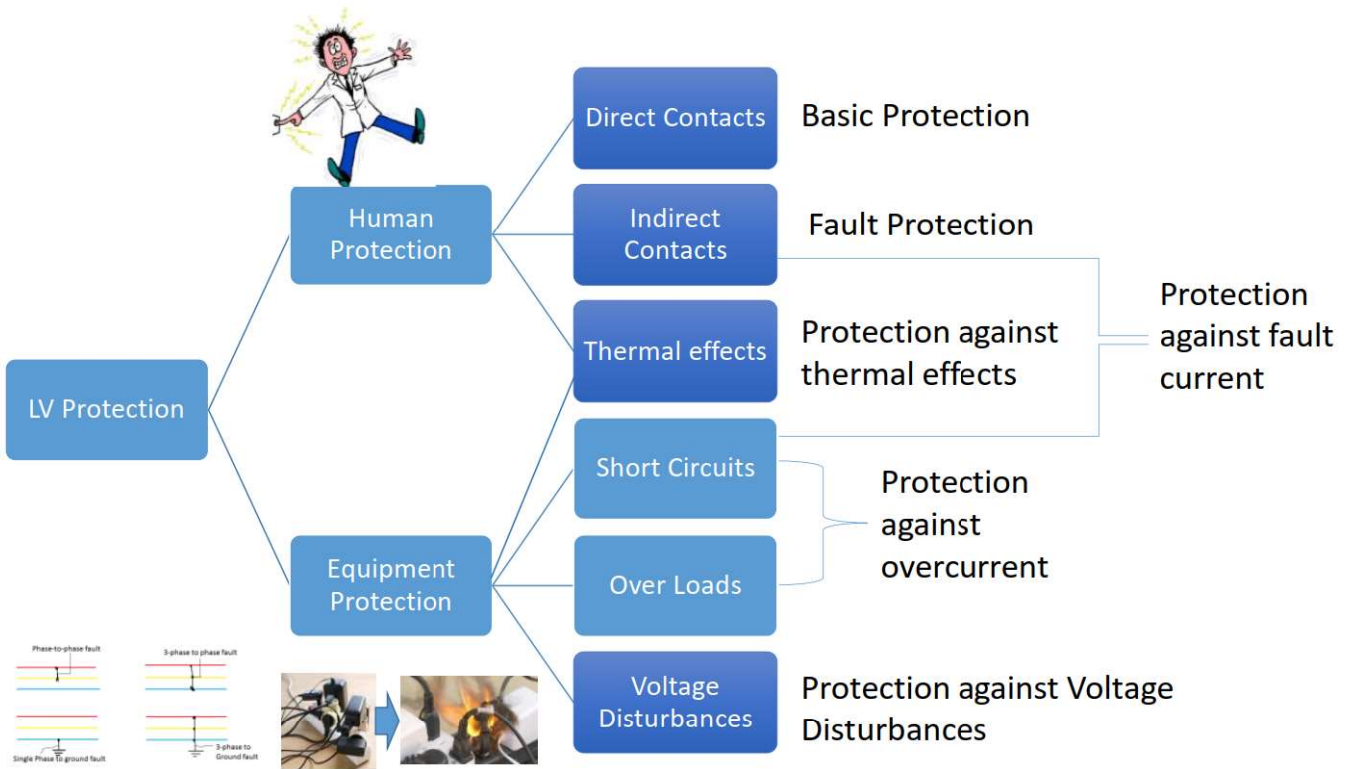 Direct Contacts
Basic Protection
Human
Protection
Indirect
Contacts
Fault Protection
Thermal effects
Protection against
thermal effects
Protection
against fault
current
LV Protection
Short Circuits
Protection
against
overcurrent
Equipment
Protection
Over Loads
Voltage
Disturbances
Protection against Voltage
Disturbances
Phase-to-phase fault
3-phase to phase fault
Single Phase to ground fault
3-phase to
Ground fault